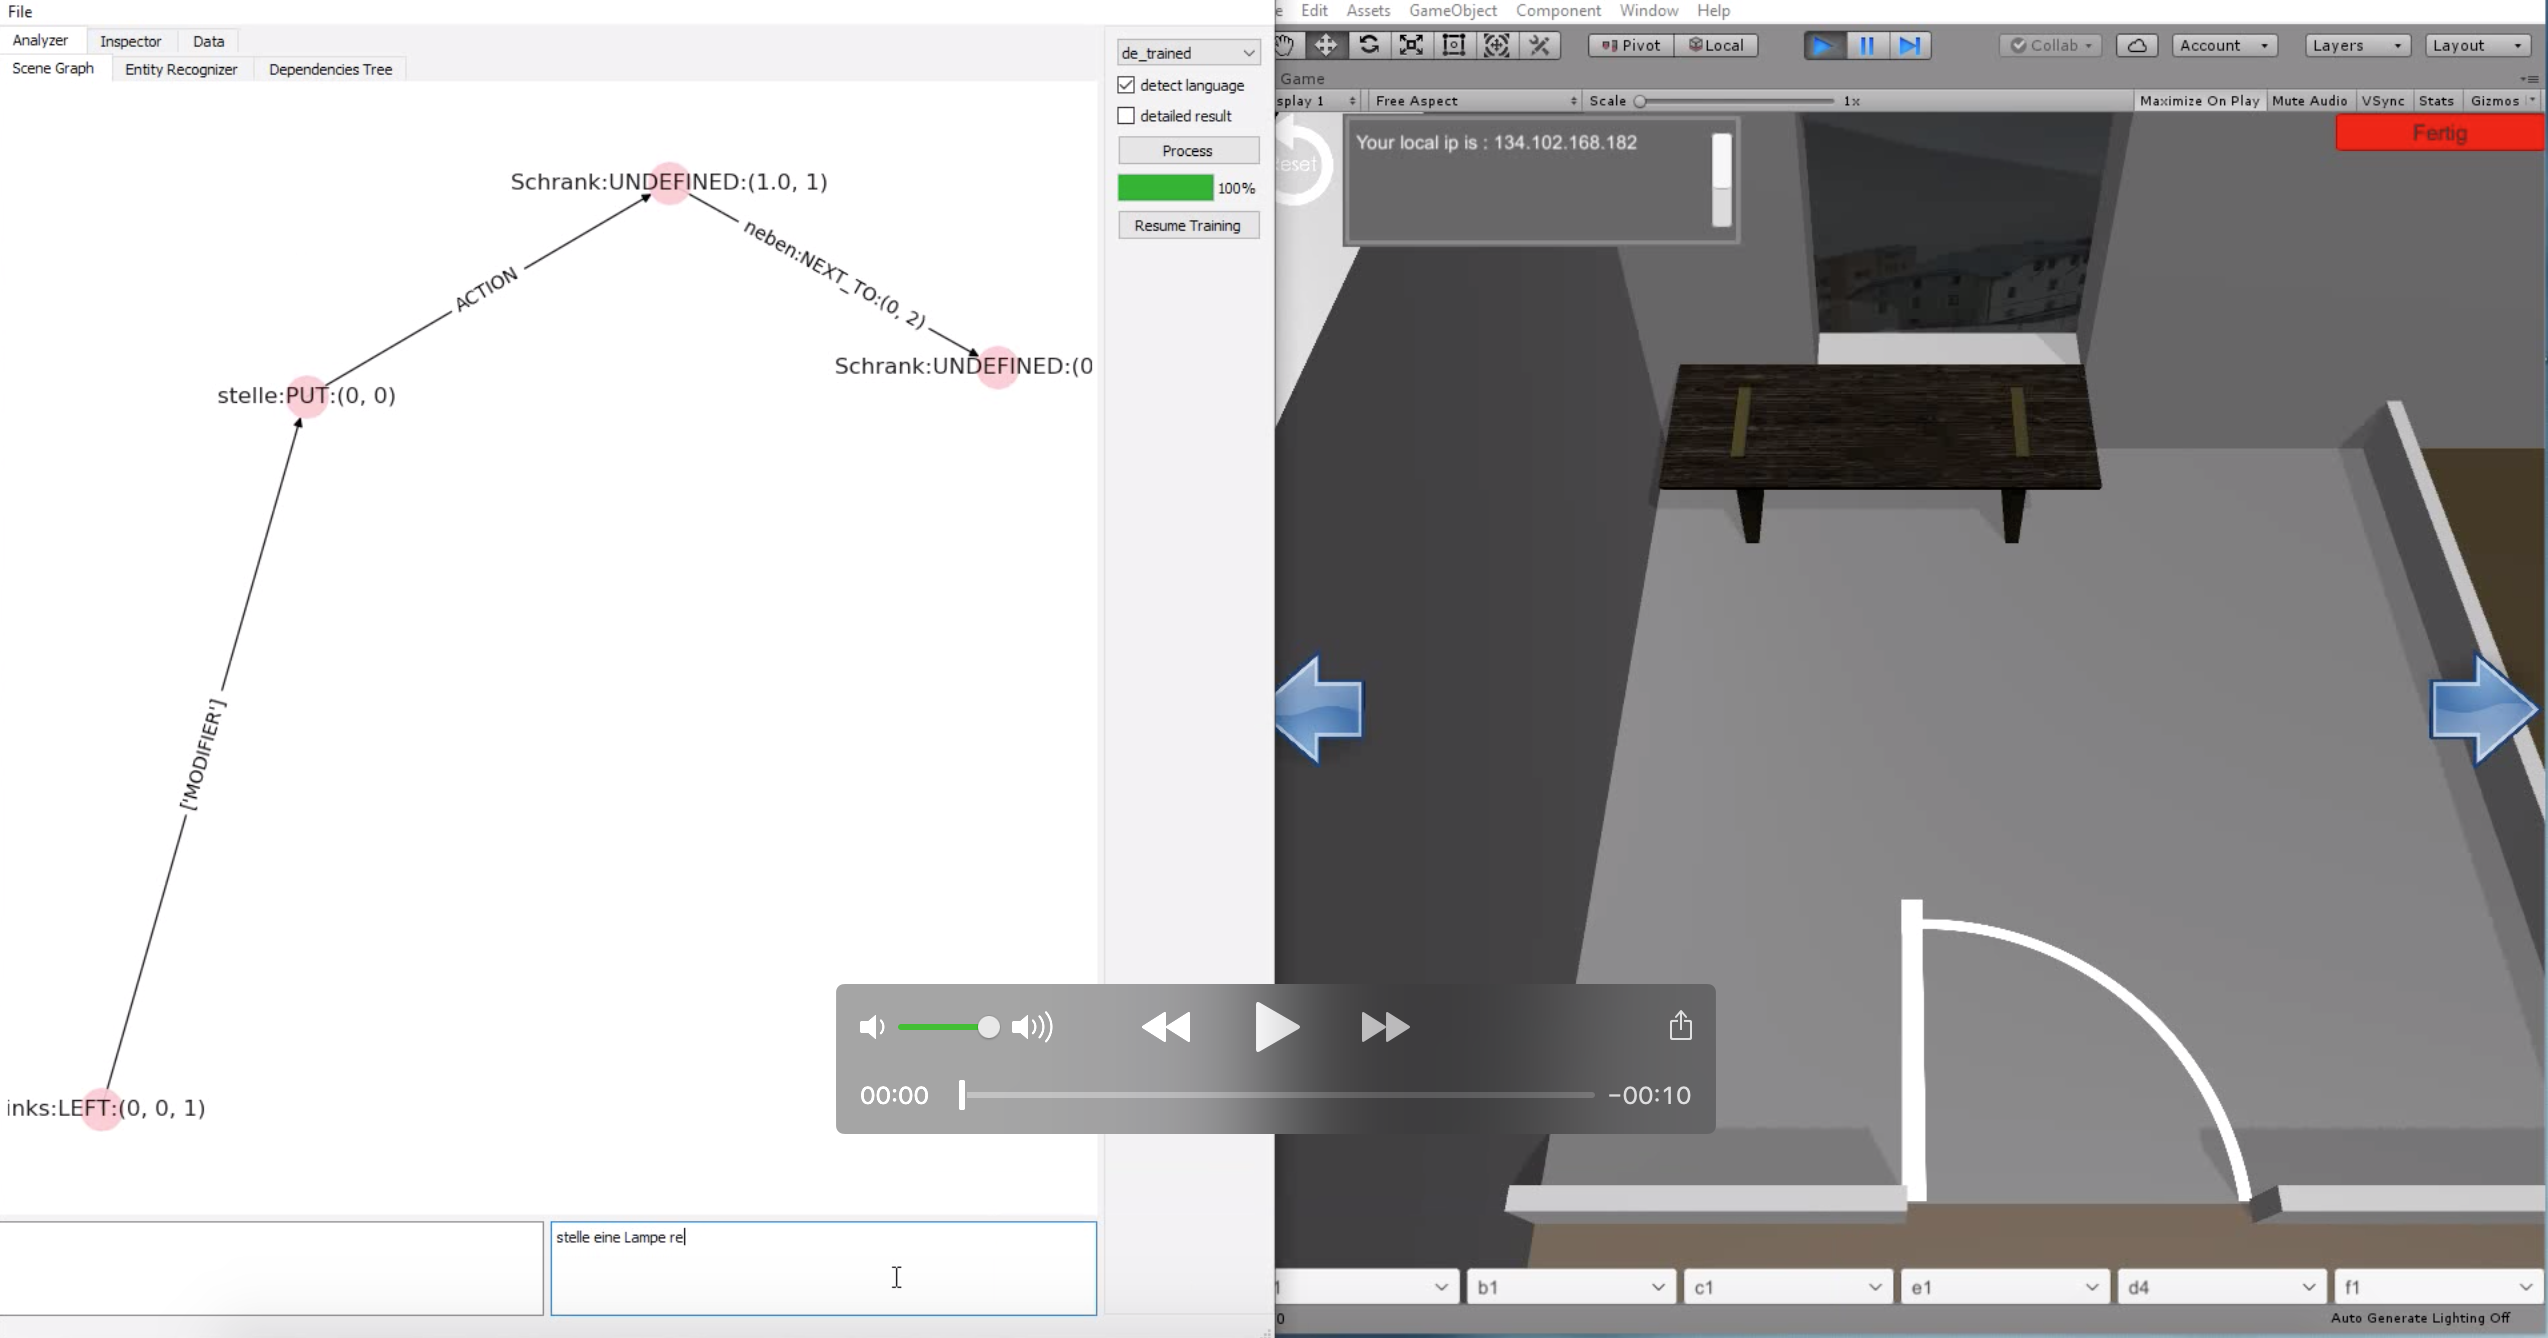 File
Analyzer Inspector Data
Scene Graph Entity Recognizer Dependencies Tree
Schrank:UNDEFINED:(1.0, 1)
ACTION
neben:NEXT_TO:(0, 2)
Schrank:UNDEFINED:(0
stelle:PUT:(0, 0)
['MODIFIER']
inks:LEFT:(0, 0, 1)
stelle eine Lampe re
de_trained
detect language
detailed result
Process
100%
Resume Training
e Edit Assets GameObject Component Window Help
Pivot Local Collab Account Layers Layout
Game
splay 1 Free Aspect Scale 1x Maximize On Play Mute Audio VSync Stats Gizmos
eset
Your local ip is : 134.102.168.182
Fertig
00:00 -00:10
1 b1 c1 e1 d4 f1
0 Auto Generate Lighting Off